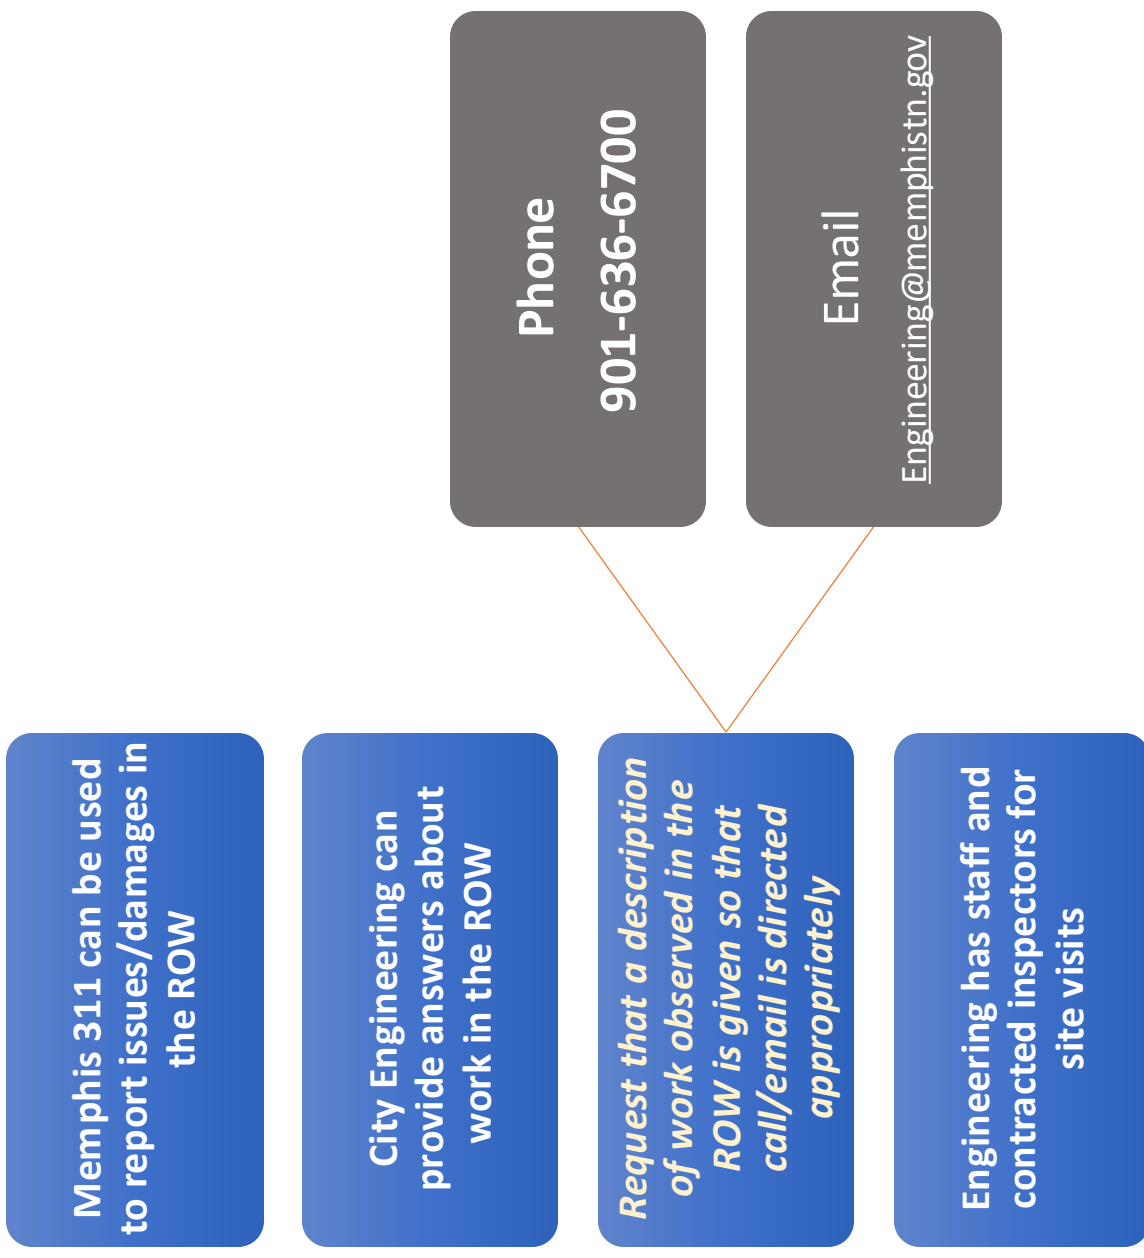 Memphis 311 can be used
to report issues/damages in
the ROW
City Engineering can
provide answers about
work in the ROW
Request that a description
of work observed in the
ROW is given so that
call/email is directed
appropriately
Engineering has staff and
contracted inspectors for
site visits
Phone
901-636-6700
Email
Engineering@memphistn.gov